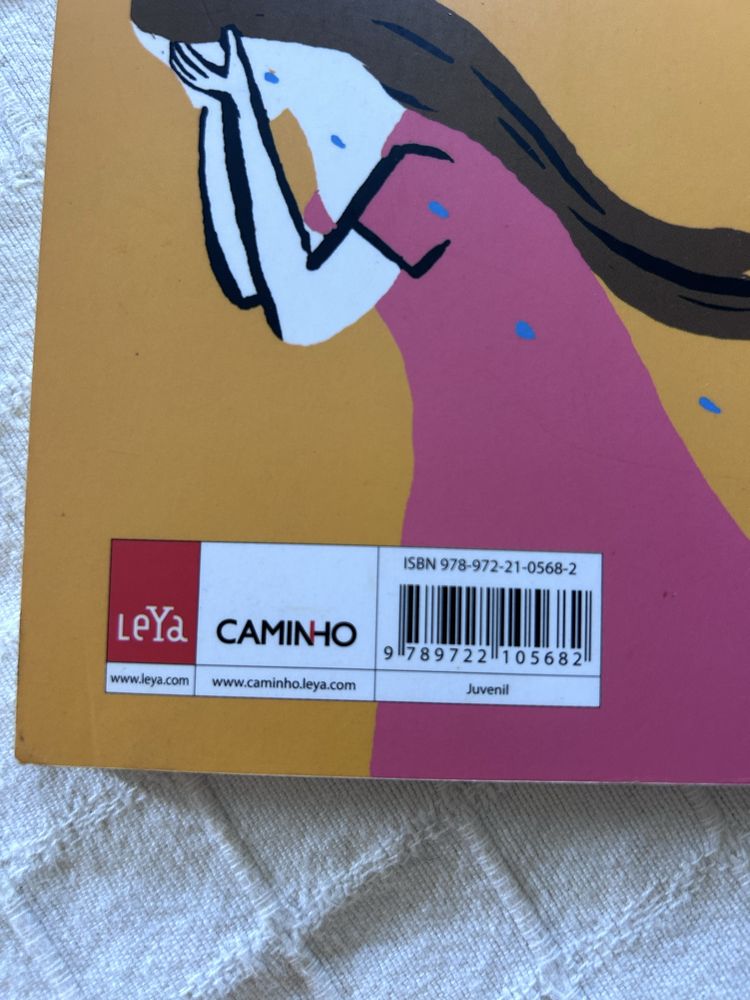 ISBN 978-972-21-0568-2
LeYa
CAMINHO
9 789722 105682
www.leya.com
www.caminho.leya.com
Juvenil